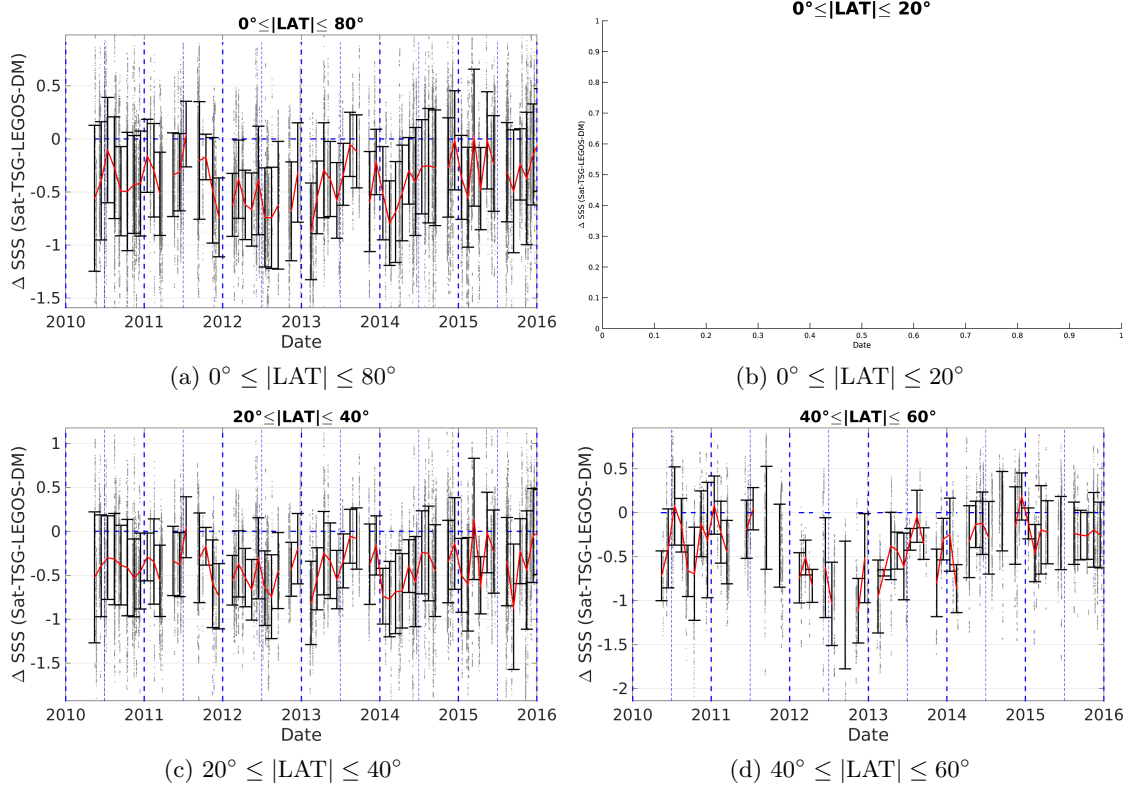 0°≤|LAT|≤ 80°
Δ SSS (Sat-TSG-LEGOS-DM)
0.5
0
-0.5
-1
-1.5
2010 2011 2012 2013 2014 2015 2016
Date
(a) 0° ≤ |LAT| ≤ 80°
0°≤|LAT|≤ 20°
Δ SSS (Sat-TSG-LEGOS-DM)
1
0.9
0.8
0.7
0.6
0.5
0.4
0.3
0.2
0.1
0
0 0.1 0.2 0.3 0.4 0.5 0.6 0.7 0.8 0.9 1
Date
(b) 0° ≤ |LAT| ≤ 20°
20°≤|LAT|≤ 40°
Δ SSS (Sat-TSG-LEGOS-DM)
1
0.5
0
-0.5
-1
-1.5
2010 2011 2012 2013 2014 2015 2016
Date
(c) 20° ≤ |LAT| ≤ 40°
40°≤|LAT|≤ 60°
Δ SSS (Sat-TSG-LEGOS-DM)
0.5
0
-0.5
-1
-1.5
-2
2010 2011 2012 2013 2014 2015 2016
Date
(d) 40° ≤ |LAT| ≤ 60°